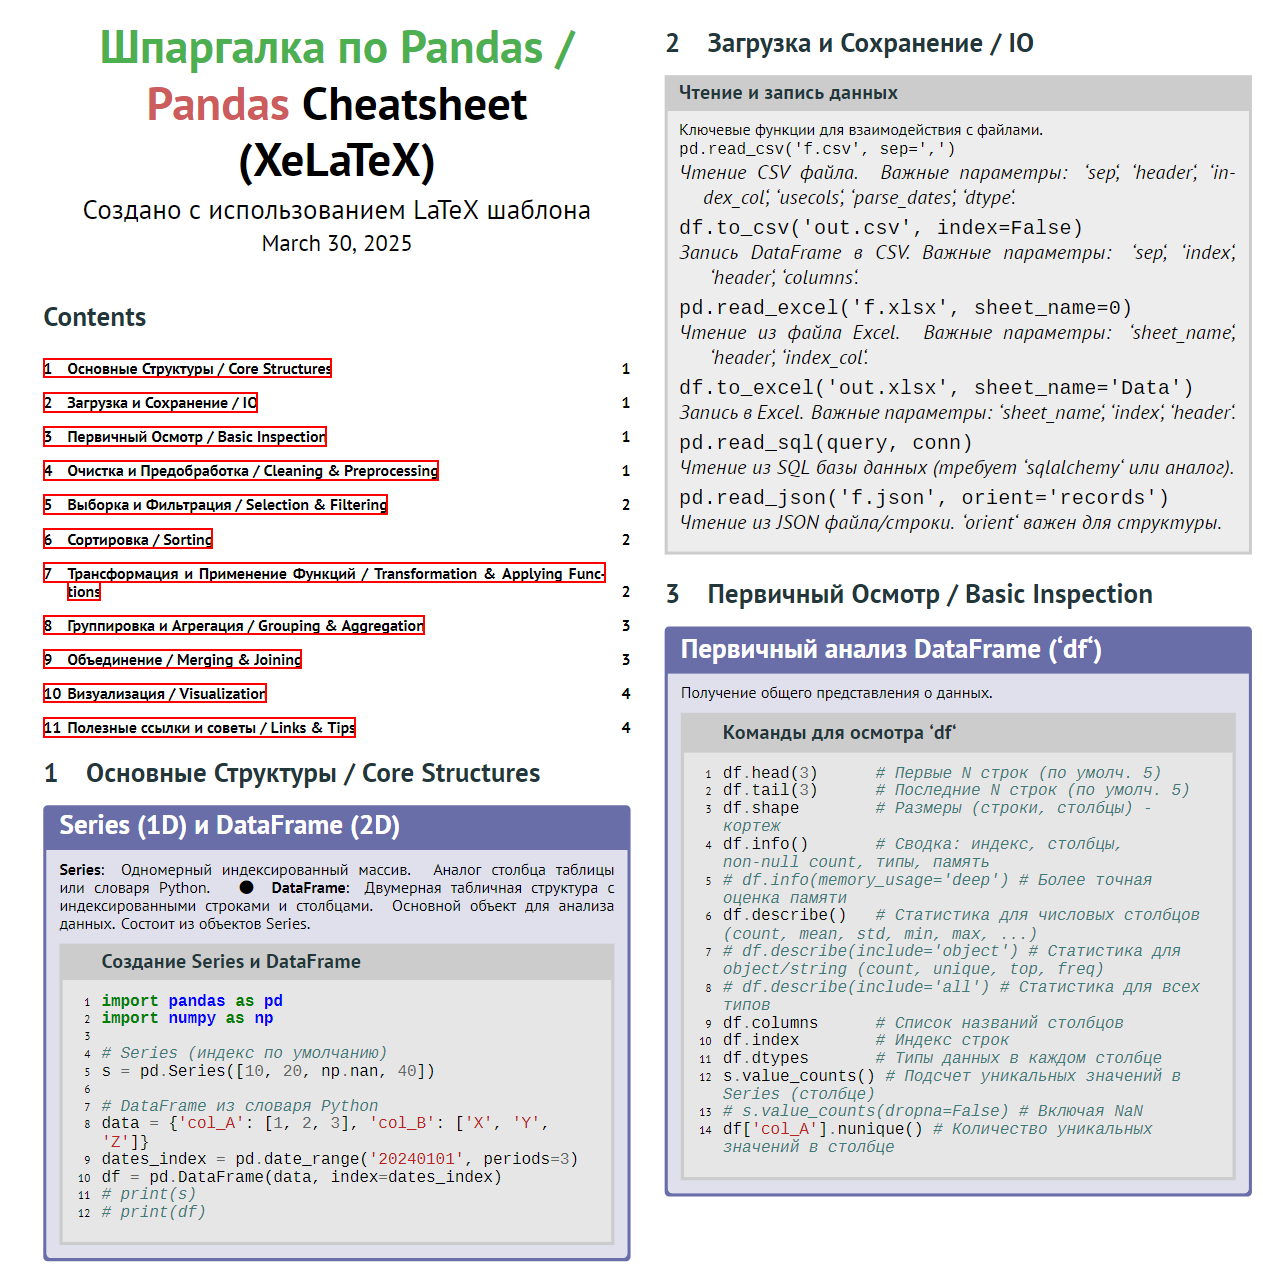 Шпаргалка по Pandas /
Pandas Cheatsheet
(XeLaTeX)
Создано с использованием LaTeX шаблона
March 30, 2025
Contents
1 Основные Структуры / Core Structures 1
2 Загрузка и Сохранение / IO 1
3 Первичный Осмотр / Basic Inspection 1
4 Очистка и Предобработка / Cleaning & Preprocessing 1
5 Выборка и Фильтрация / Selection & Filtering 2
6 Сортировка / Sorting 2
7 Трансформация и Применение Функций / Transformation & Applying Func-
tions 2
8 Группировка и Агрегация / Grouping & Aggregation 3
9 Объединение / Merging & Joining 3
10 Визуализация / Visualization 4
11 Полезные ссылки и советы / Links & Tips 4
1 Основные Структуры / Core Structures
Series (1D) и DataFrame (2D)
Series: Одномерный индексированный массив. Аналог столбца таблицы
или словаря Python. ● DataFrame: Двумерная табличная структура с
индексированными строками и столбцами. Основной объект для анализа
данных. Состоит из объектов Series.
Создание Series и DataFrame
1 import pandas as pd
2 import numpy as np
3
4 # Series (индекс по умолчанию)
5 s = pd.Series([10, 20, np.nan, 40])
6
7 # DataFrame из словаря Python
8 data = {'col_A': [1, 2, 3], 'col_B': ['X', 'Y',
'Z']}
9 dates_index = pd.date_range('20240101', periods=3)
10 df = pd.DataFrame(data, index=dates_index)
11 # print(s)
12 # print(df)
2 Загрузка и Сохранение / IO
Чтение и запись данных
Ключевые функции для взаимодействия с файлами.
pd.read_csv('f.csv', sep=',')
Чтение CSV файла. Важные параметры: ‘sep‘, ‘header‘, ‘in-
dex_col‘, ‘usecols‘, ‘parse_dates‘, ‘dtype‘.
df.to_csv('out.csv', index=False)
Запись DataFrame в CSV. Важные параметры: ‘sep‘, ‘index‘,
‘header‘, ‘columns‘.
pd.read_excel('f.xlsx', sheet_name=0)
Чтение из файла Excel. Важные параметры: ‘sheet_name‘,
‘header‘, ‘index_col‘.
df.to_excel('out.xlsx', sheet_name='Data')
Запись в Excel. Важные параметры: ‘sheet_name‘, ‘index‘, ‘header‘.
pd.read_sql(query, conn)
Чтение из SQL базы данных (требует ‘sqlalchemy‘ или аналог).
pd.read_json('f.json', orient='records')
Чтение из JSON файла/строки. ‘orient‘ важен для структуры.
3 Первичный Осмотр / Basic Inspection
Первичный анализ DataFrame (‘df‘)
Получение общего представления о данных.
Команды для осмотра ‘df‘
1 df.head(3) # Первые N строк (по умолч. 5)
2 df.tail(3) # Последние N строк (по умолч. 5)
3 df.shape # Размеры (строки, столбцы) -
кортеж
4 df.info() # Сводка: индекс, столбцы,
non-null count, типы, память
5 # df.info(memory_usage='deep') # Более точная
оценка памяти
6 df.describe() # Статистика для числовых столбцов
(count, mean, std, min, max, ...)
7 # df.describe(include='object') # Статистика для
object/string (count, unique, top, freq)
8 # df.describe(include='all') # Статистика для всех
типов
9 df.columns # Список названий столбцов
10 df.index # Индекс строк
11 df.dtypes # Типы данных в каждом столбце
12 s.value_counts() # Подсчет уникальных значений в
Series (столбце)
13 # s.value_counts(dropna=False) # Включая NaN
14 df['col_A'].nunique() # Количество уникальных
значений в столбце